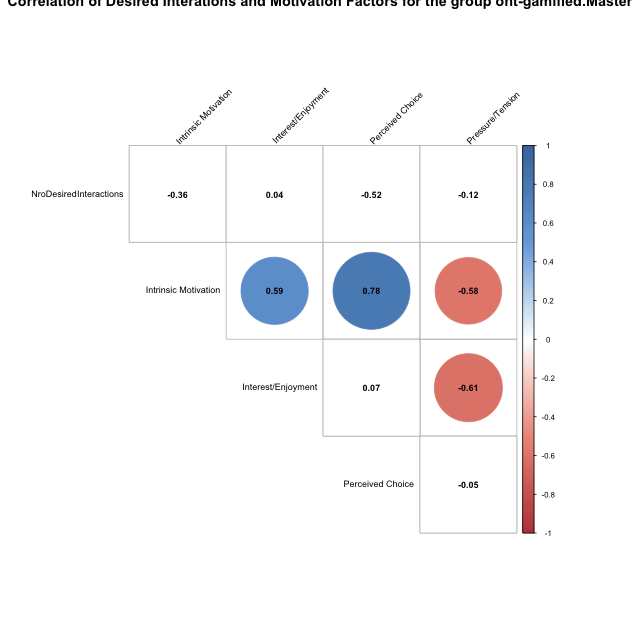 Correlation of Desired Interations and Motivation Factors for the group ont-gamified.Master
Intrinsic Motivation
Interest/Enjoyment
Perceived Choice
Pressure/Tension
NroDesiredInteractions -0.36 0.04 -0.52 -0.12
Intrinsic Motivation 0.59 0.78 -0.58
Interest/Enjoyment 0.07 -0.61
Perceived Choice -0.05
1
0.8
0.6
0.4
0.2
0
-0.2
-0.4
-0.6
-0.8
-1